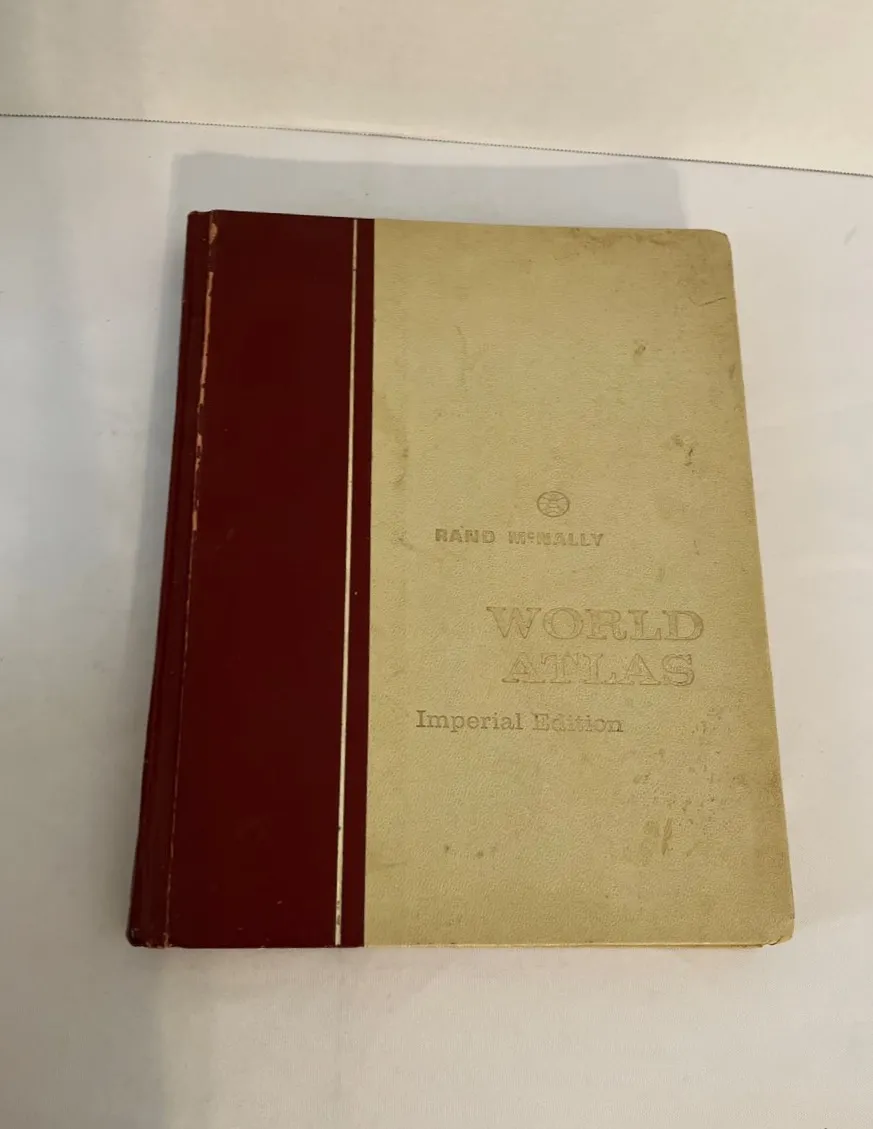 RAND McNALLY
WORLD
ATLAS
Imperial Edition